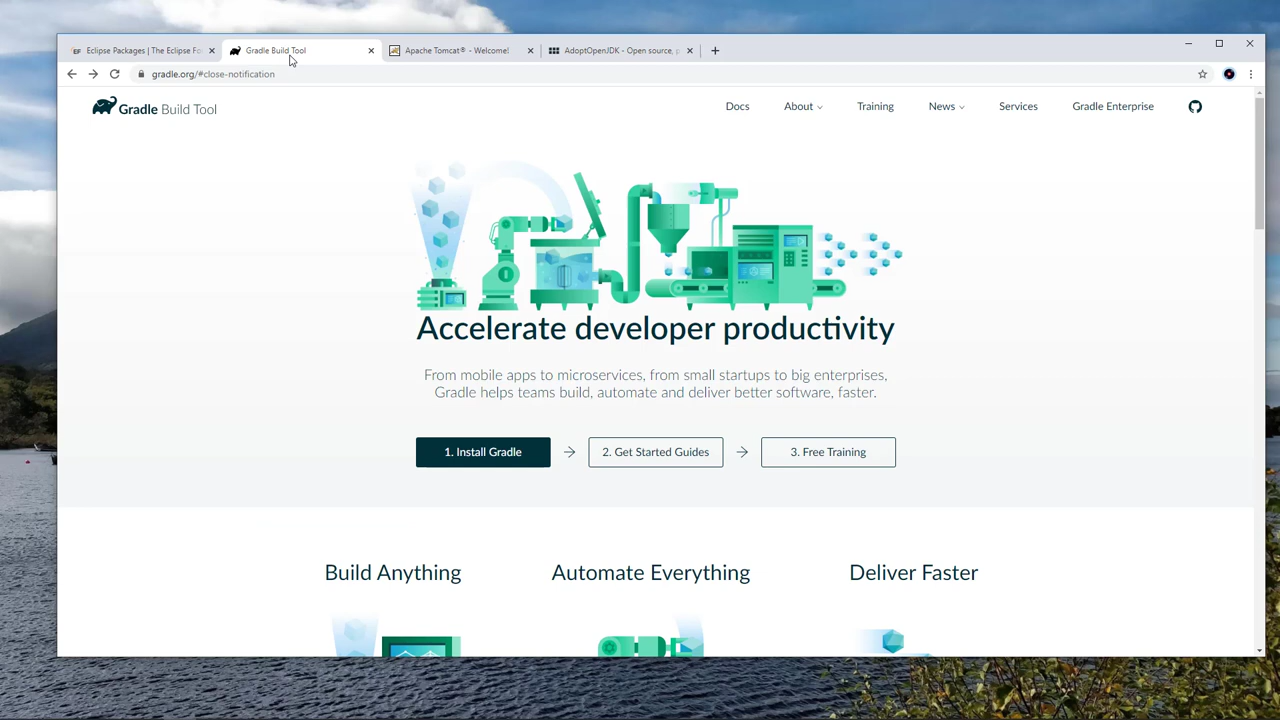 Eclipse Packages | The Eclipse Fo
Gradle Build Tool
Apache Tomcat® - Welcome!
AdoptOpenJDK - Open source, p
gradle.org/#close-notification
Gradle Build Tool
Docs
About
Training
News
Services
Gradle Enterprise
Accelerate developer productivity
From mobile apps to microservices, from small startups to big enterprises,
Gradle helps teams build, automate and deliver better software, faster.
1. Install Gradle
2. Get Started Guides
3. Free Training
Build Anything
Automate Everything
Deliver Faster